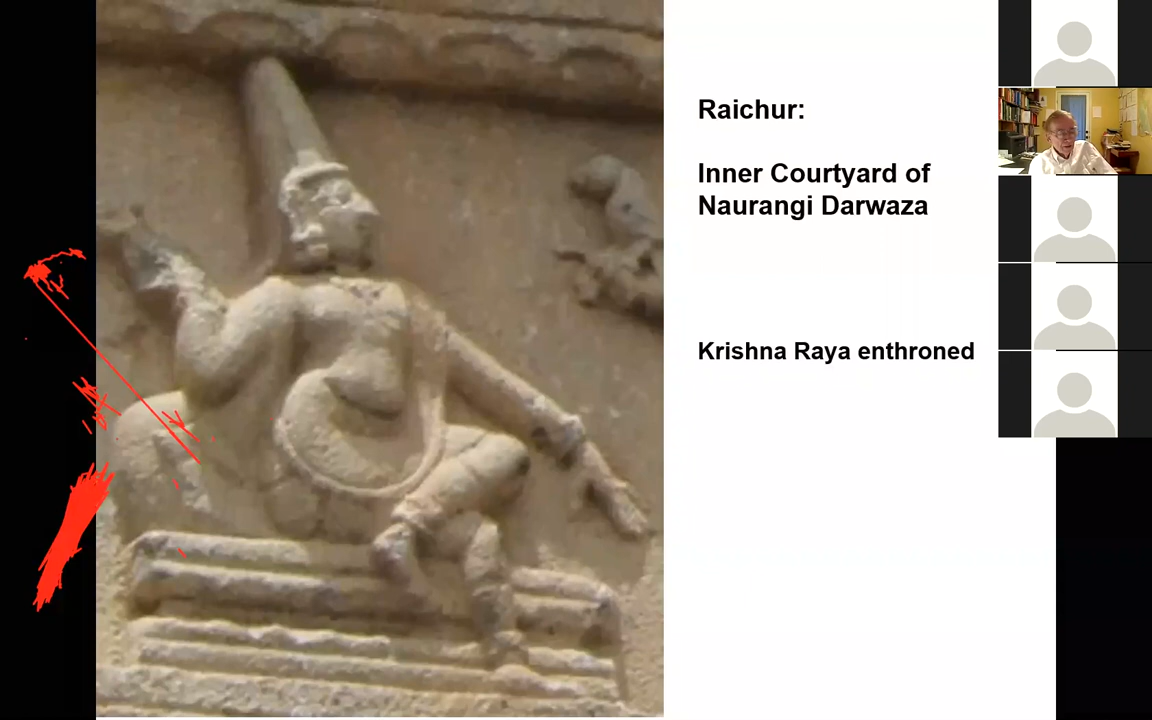 Raichur:
Inner Courtyard of
Naurangi Darwaza
Krishna Raya enthroned